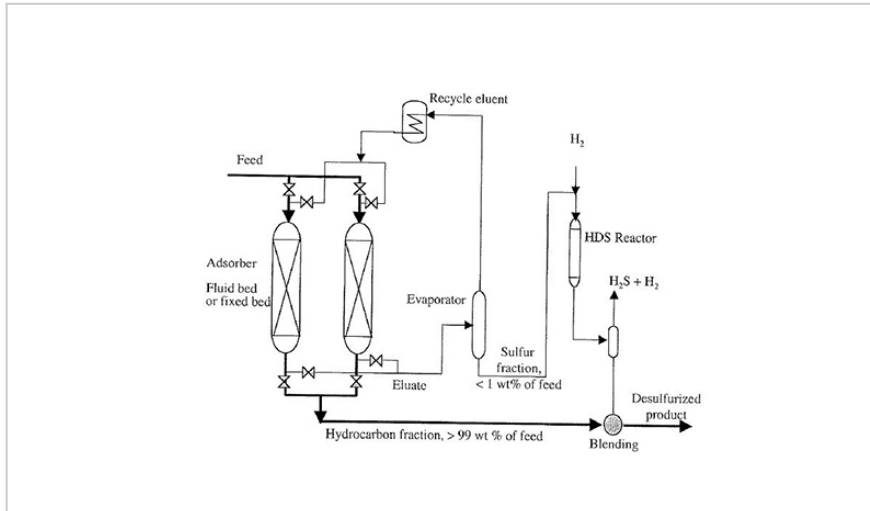 Recycle eluent
H₂
Feed
HDS Reactor
Adsorber
Fluid bed
or fixed bed
H₂S + H₂
Evaporator
Sulfur
fraction,
< 1 wt% of feed
Eluate
Desulfurized
product
Hydrocarbon fraction, > 99 wt % of feed
Blending